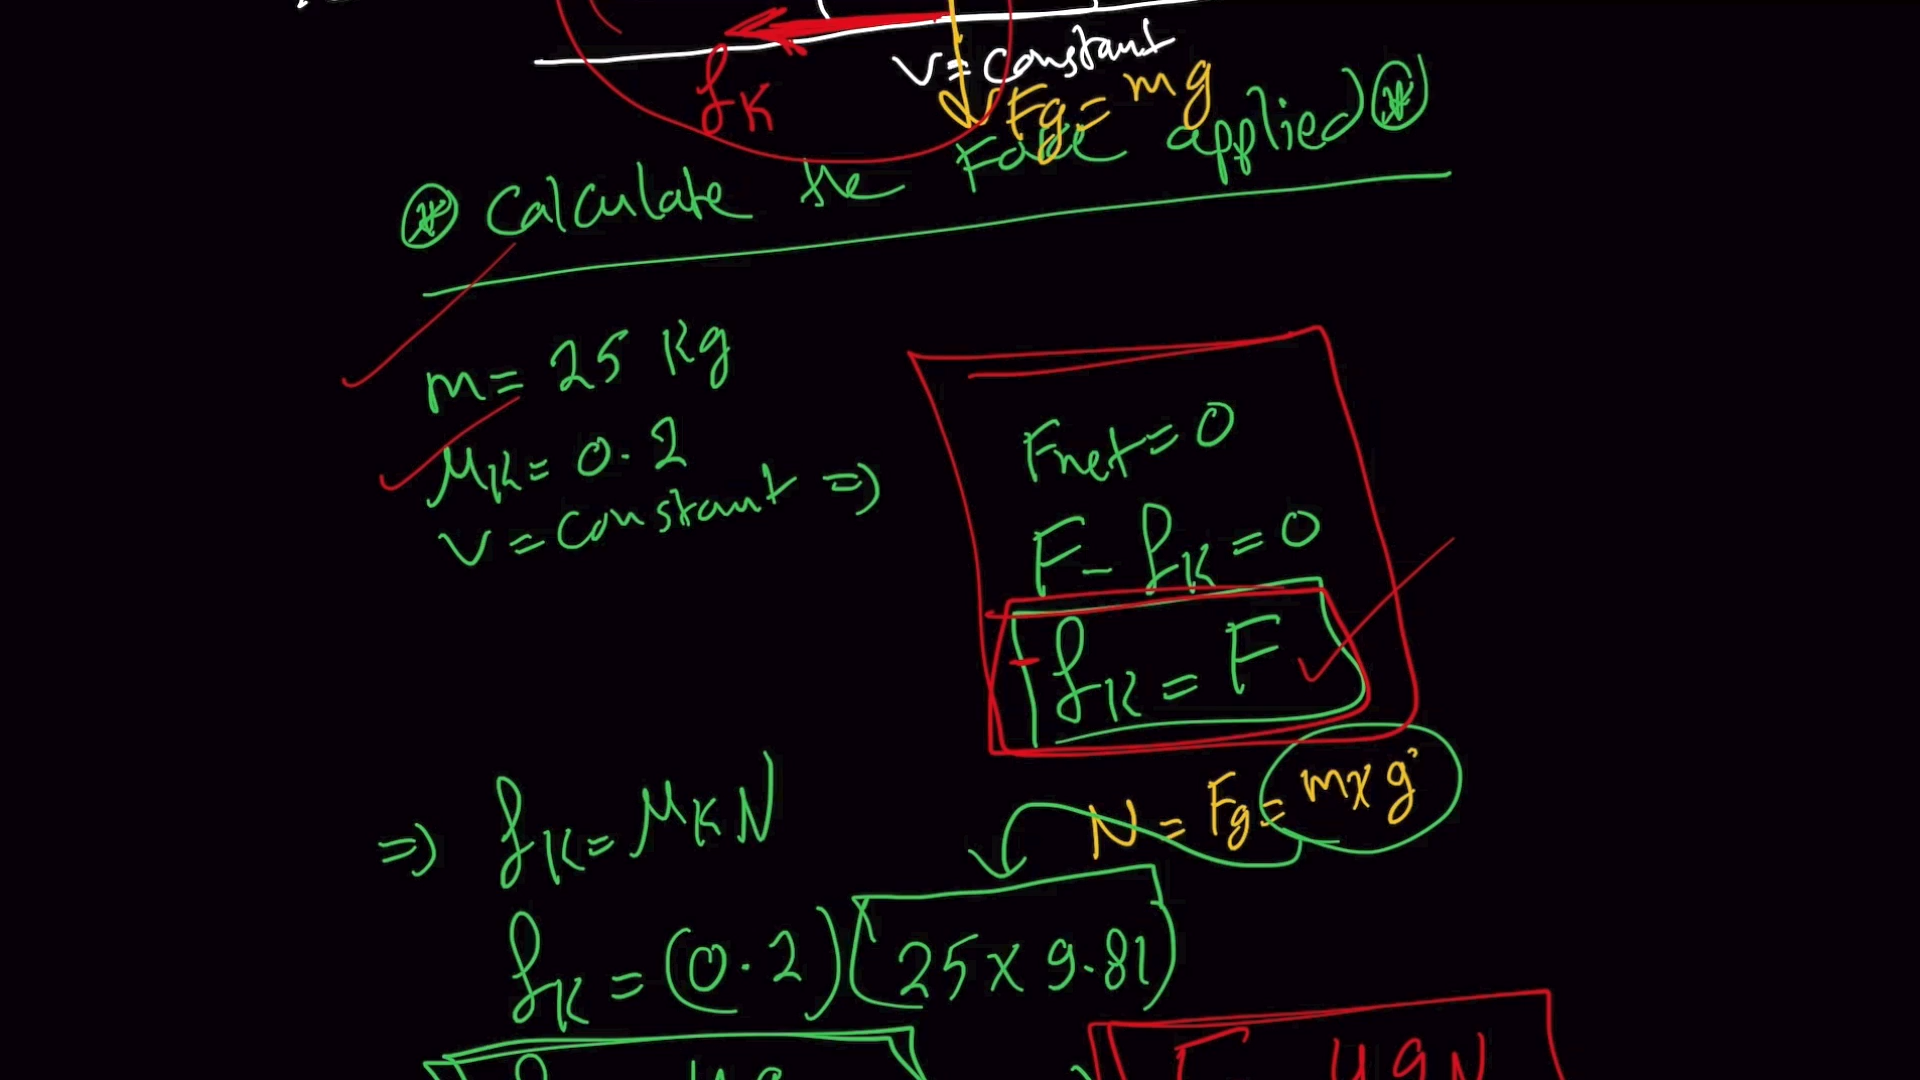 fK
V = constant
Fg = mg
⊛ Calculate the Force applied ⊛
m = 25 Kg
μK = 0.2
V = constant ⇒
Fnet = 0
F - fK = 0
fK = F
⇒ fK = μK N
N = Fg = m×g
fK = (0.2)(25×9.81)
49N